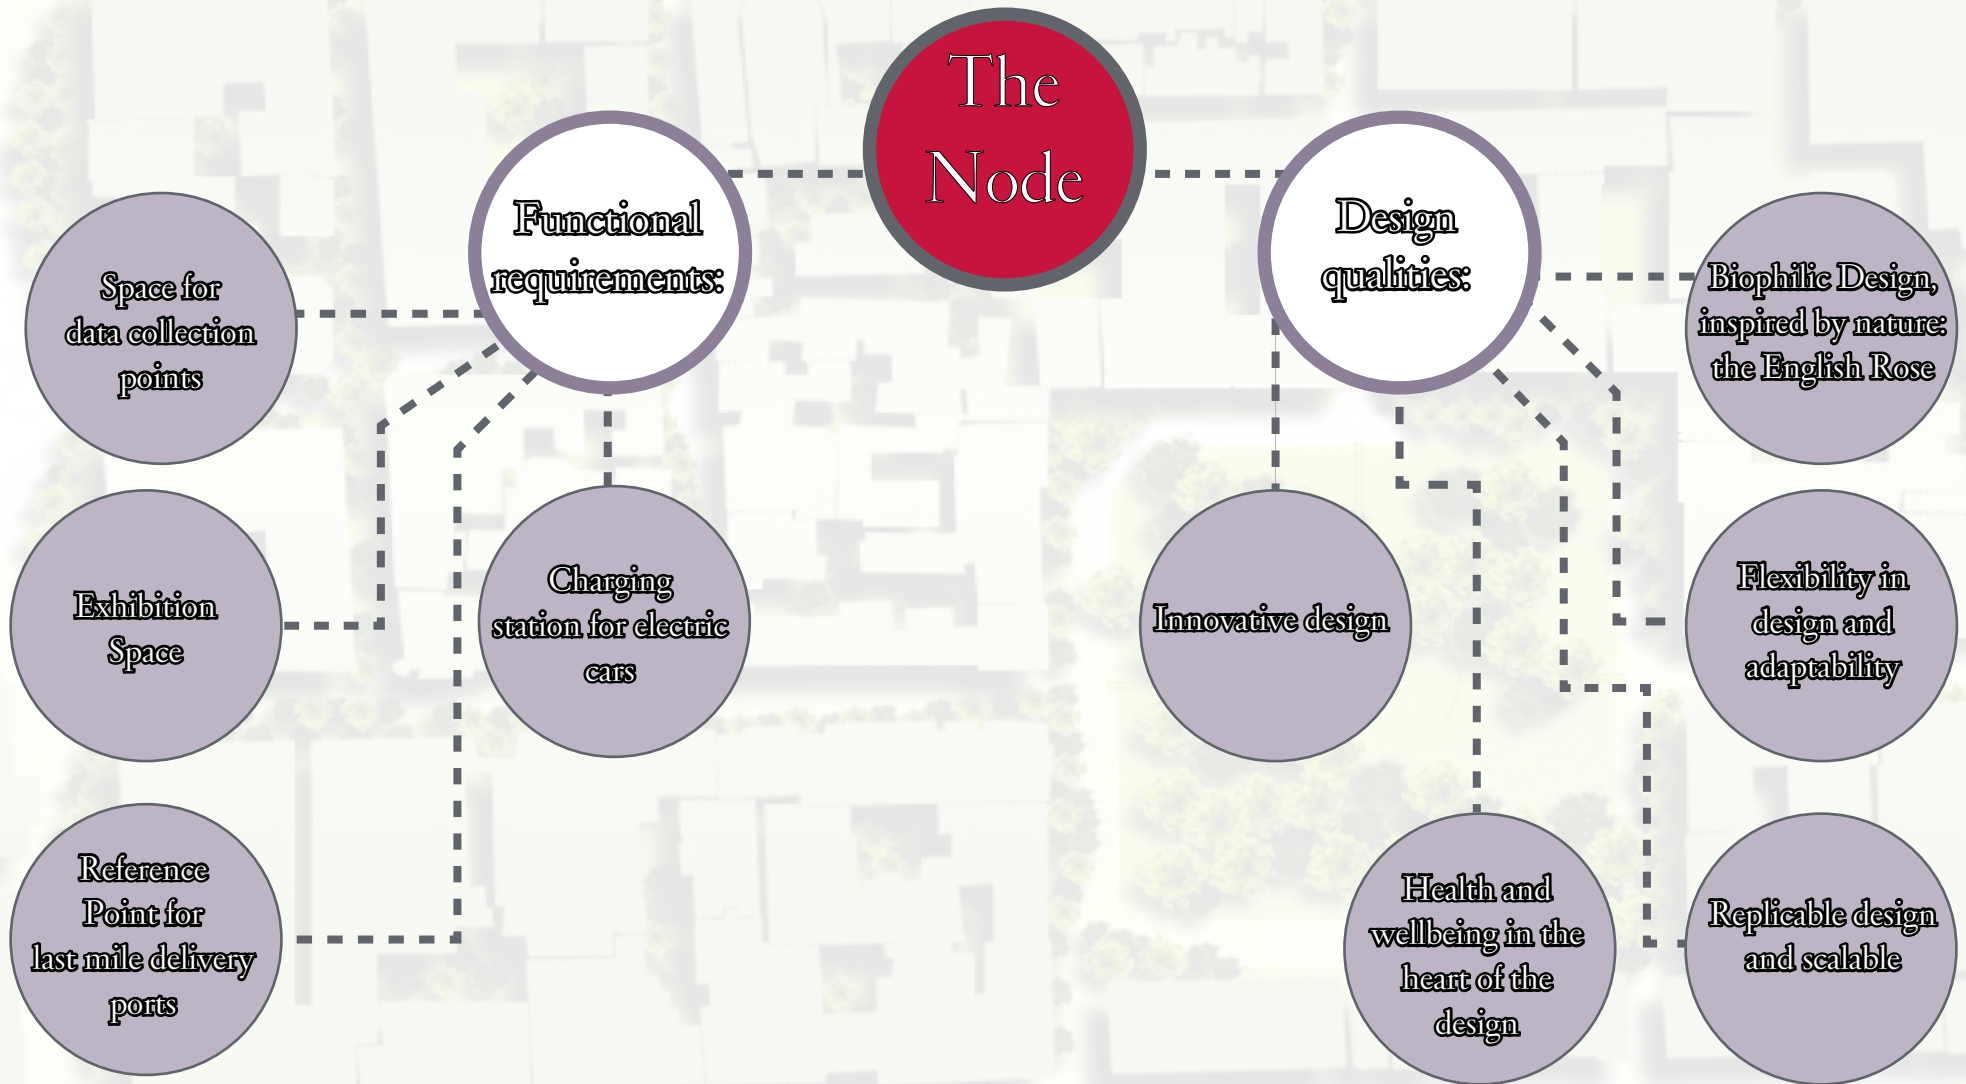 The
Node
Functional
requirements:
Space for
data collection
points
Exhibition
Space
Reference
Point for
last mile delivery
ports
Charging
station for electric
cars
Design
qualities:
Innovative design
Health and
wellbeing in the
heart of the
design
Biophilic Design,
inspired by nature:
the English Rose
Flexibility in
design and
adaptability
Replicable design
and scalable